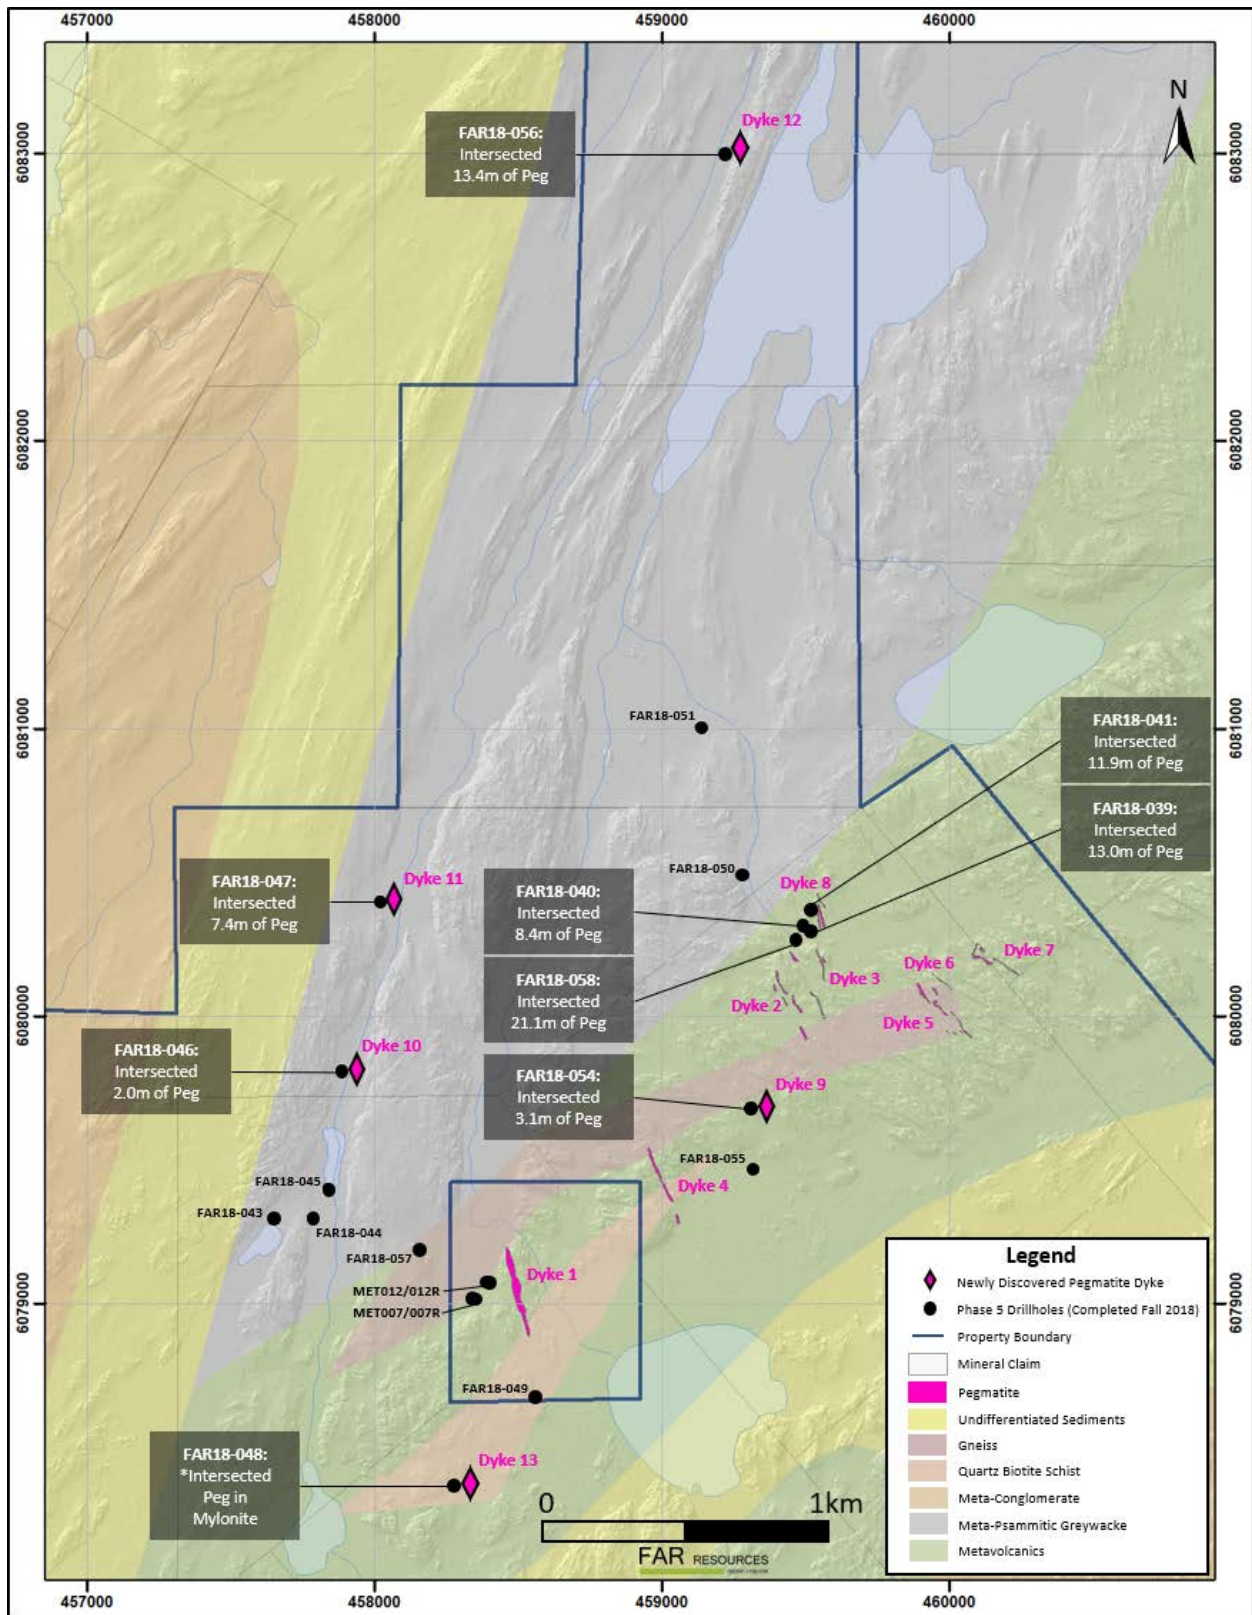 457000
458000
459000
460000
N
FAR18-056:
Intersected
13.4m of Peg
Dyke 12
6083000
6083000
6082000
6082000
FAR18-051
6081000
6081000
FAR18-041:
Intersected
11.9m of Peg
FAR18-039:
Intersected
13.0m of Peg
FAR18-047:
Intersected
7.4m of Peg
Dyke 11
FAR18-050
Dyke 8
FAR18-040:
Intersected
8.4m of Peg
FAR18-058:
Intersected
21.1m of Peg
Dyke 3
Dyke 2
Dyke 6
Dyke 7
Dyke 5
6080000
6080000
FAR18-046:
Intersected
2.0m of Peg
Dyke 10
FAR18-054:
Intersected
3.1m of Peg
Dyke 9
FAR18-055
Dyke 4
FAR18-045
FAR18-043
FAR18-044
FAR18-057
MET012/012R
MET007/007R
Dyke 1
6079000
6079000
FAR18-049
FAR18-048:
*Intersected
Peg in
Mylonite
Dyke 13
0 1km
FAR RESOURCES
Legend
Newly Discovered Pegmatite Dyke
Phase 5 Drillholes (Completed Fall 2018)
Property Boundary
Mineral Claim
Pegmatite
Undifferentiated Sediments
Gneiss
Quartz Biotite Schist
Meta-Conglomerate
Meta-Psammitic Greywacke
Metavolcanics
457000
458000
459000
460000